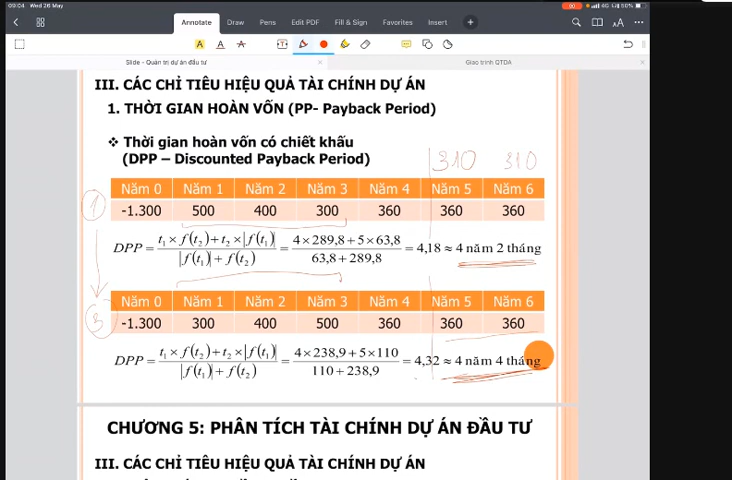 09:04 Wed 26 May
4G 50%
Annotate Draw Pens Edit PDF Fill & Sign Favorites Insert
Slide - Quản trị dự án đầu tư
Giao trình QTDA
III. CÁC CHỈ TIÊU HIỆU QUẢ TÀI CHÍNH DỰ ÁN
1. THỜI GIAN HOÀN VỐN (PP- Payback Period)
❖ Thời gian hoàn vốn có chiết khấu
(DPP – Discounted Payback Period)
310 310
1
Năm 0 Năm 1 Năm 2 Năm 3 Năm 4 Năm 5 Năm 6
-1.300 500 400 300 360 360 360
DPP = (t₁ × f(t₂) + t₂ × |f(t₁)|) / (|f(t₁)| + f(t₂)) = (4 × 289,8 + 5 × 63,8) / (63,8 + 289,8) = 4,18 ≈ 4 năm 2 tháng
3
Năm 0 Năm 1 Năm 2 Năm 3 Năm 4 Năm 5 Năm 6
-1.300 300 400 500 360 360 360
DPP = (t₁ × f(t₂) + t₂ × |f(t₁)|) / (|f(t₁)| + f(t₂)) = (4 × 238,9 + 5 × 110) / (110 + 238,9) = 4,32 ≈ 4 năm 4 tháng
CHƯƠNG 5: PHÂN TÍCH TÀI CHÍNH DỰ ÁN ĐẦU TƯ
III. CÁC CHỈ TIÊU HIỆU QUẢ TÀI CHÍNH DỰ ÁN